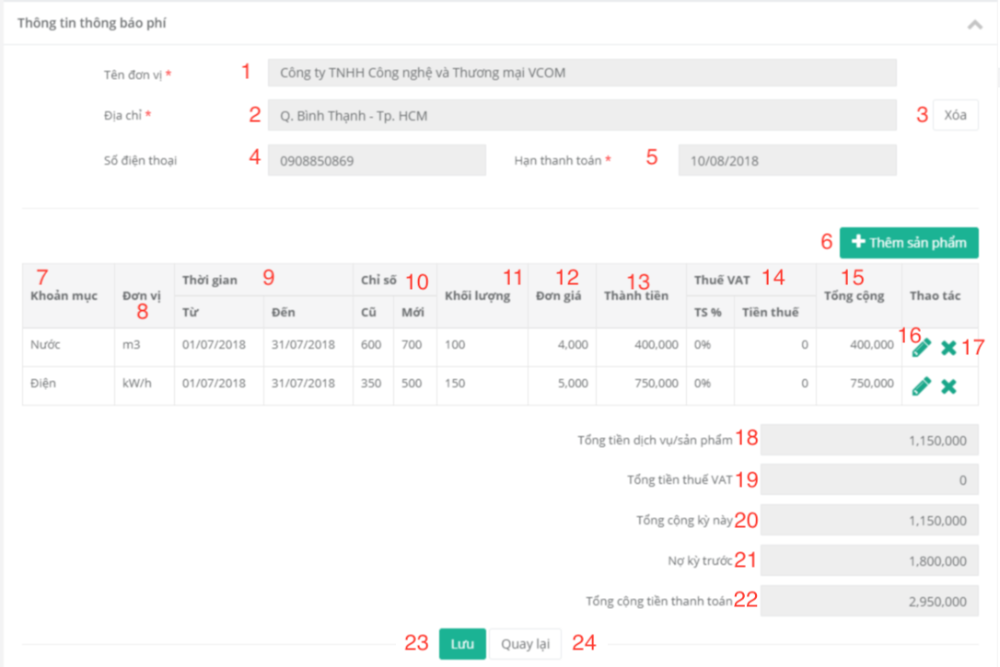 Thông tin thông báo phí
Tên đơn vị * 1 Công ty TNHH Công nghệ và Thương mại VCOM
Địa chỉ * 2 Q. Bình Thạnh - Tp. HCM 3 Xóa
Số điện thoại 4 0908850869 Hạn thanh toán * 5 10/08/2018
6 Thêm sản phẩm
7 Thời gian 9 Chỉ số 10 11 12 13 Thuế VAT 14 15
Khoản mục Đơn vị Khối lượng Đơn giá Thành tiền Tổng cộng Thao tác
8 Từ Đến Cũ Mới TS % Tiền thuế
Nước m3 01/07/2018 31/07/2018 600 700 100 4,000 400,000 0% 0 400,000 16 17
Điện kW/h 01/07/2018 31/07/2018 350 500 150 5,000 750,000 0% 0 750,000
Tổng tiền dịch vụ/sản phẩm 18 1,150,000
Tổng tiền thuế VAT 19 0
Tổng cộng kỳ này 20 1,150,000
Nợ kỳ trước 21 1,800,000
Tổng cộng tiền thanh toán 22 2,950,000
23 Lưu Quay lại 24